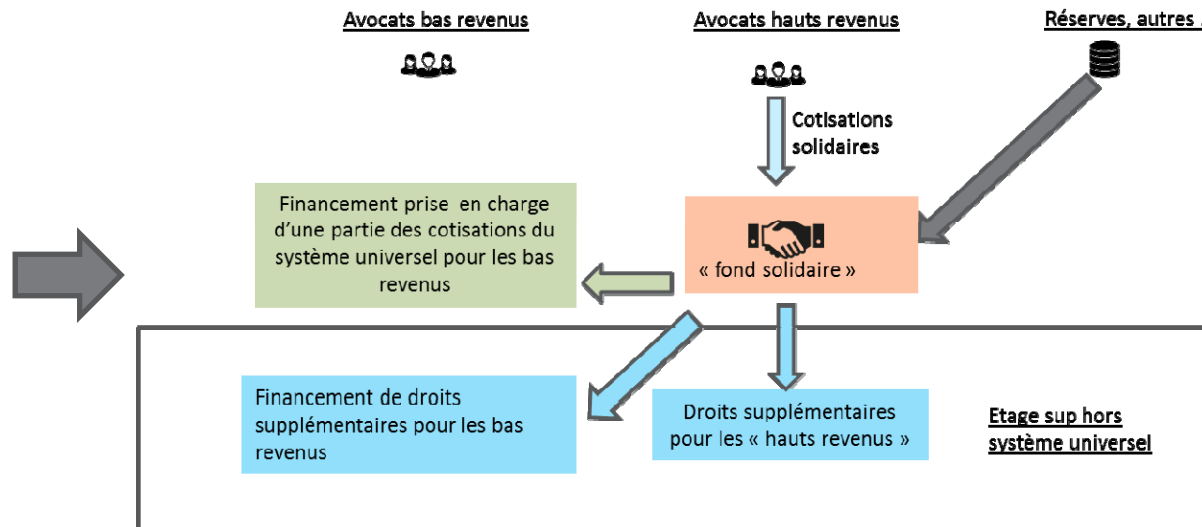 Avocats bas revenus
Avocats hauts revenus
Réserves, autres
Cotisations
solidaires
Financement prise en charge
d'une partie des cotisations du
système universel pour les bas
revenus
« fond solidaire »
Financement de droits
supplémentaires pour les bas
revenus
Droits supplémentaires
pour les « hauts revenus »
Etage sup hors
système universel